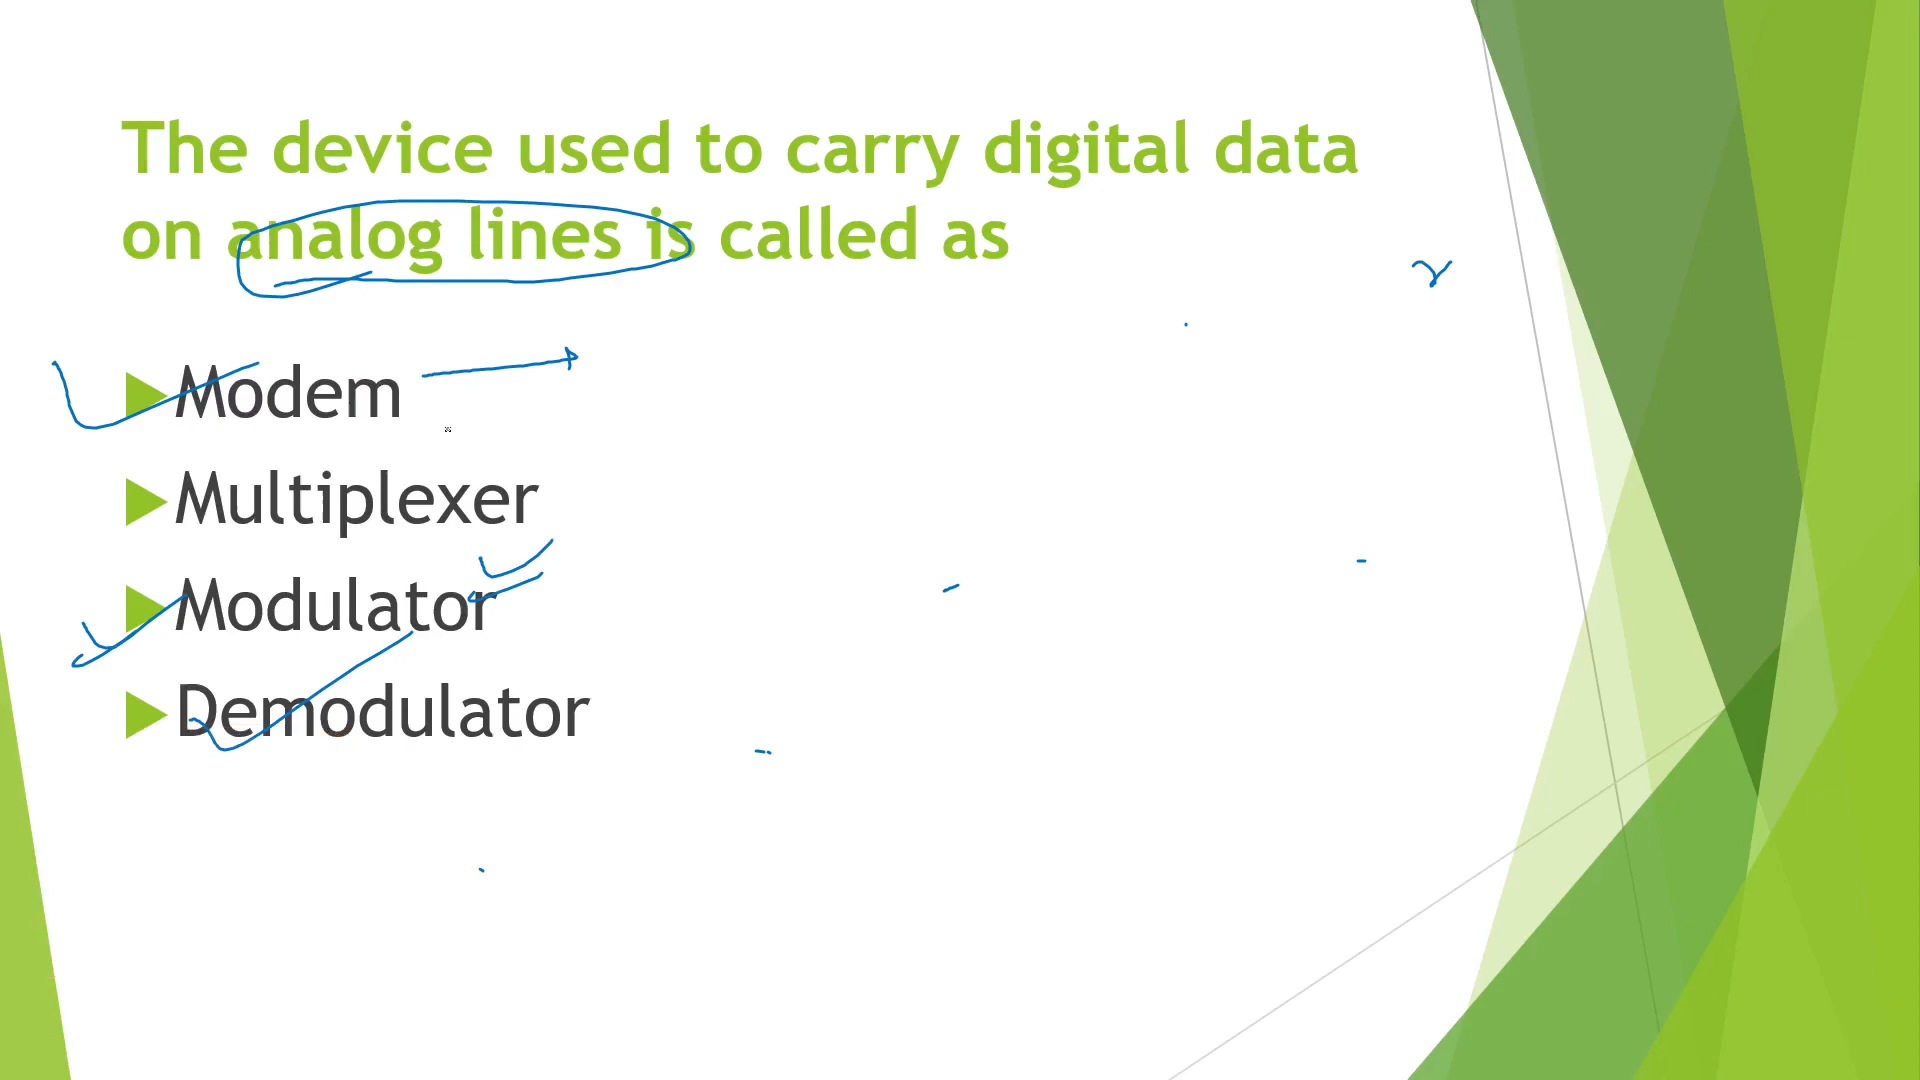 The device used to carry digital data
on analog lines is called as
Modem
Multiplexer
Modulator
Demodulator